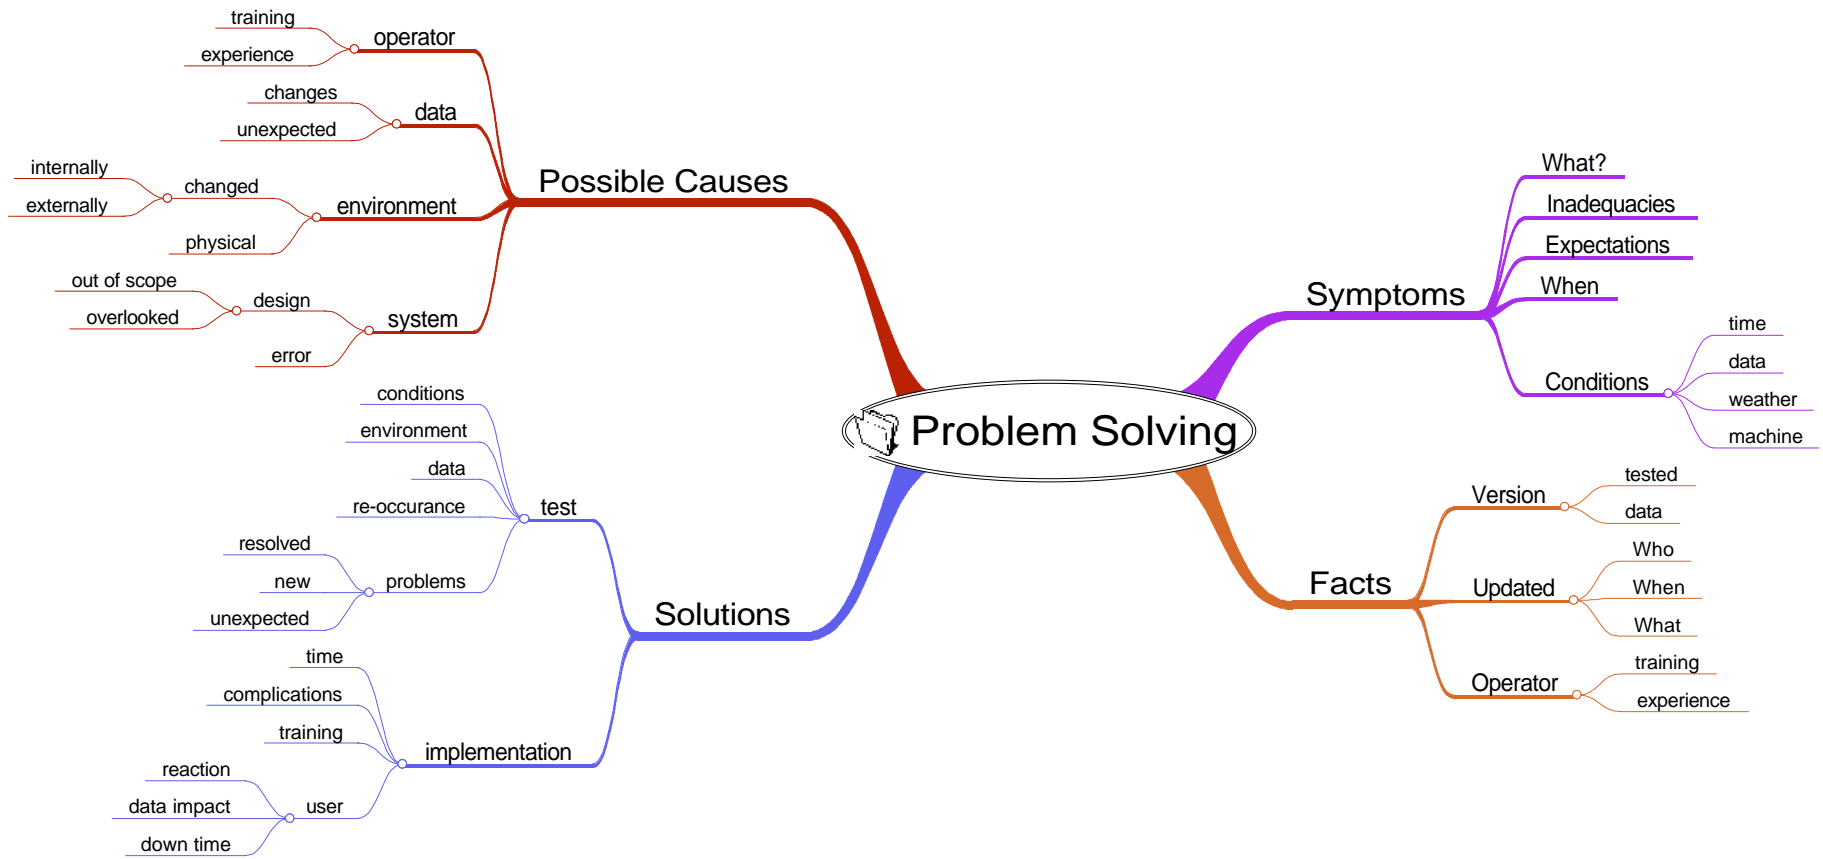 Problem Solving
Possible Causes
operator
training
experience
data
changes
unexpected
environment
changed
internally
externally
physical
system
design
out of scope
overlooked
error
Symptoms
What?
Inadequacies
Expectations
When
Conditions
time
data
weather
machine
Facts
Version
tested
data
Updated
Who
When
What
Operator
training
experience
Solutions
test
conditions
environment
data
re-occurance
problems
resolved
new
unexpected
implementation
time
complications
training
user
reaction
data impact
down time